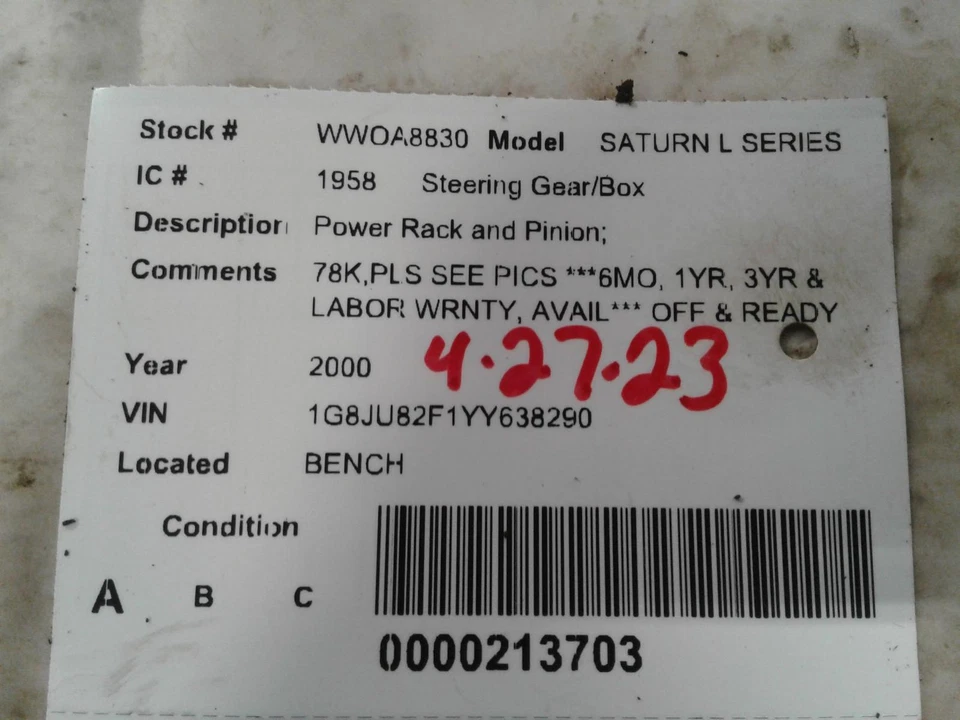 Stock # WWOA8830 Model SATURN L SERIES
IC # 1958 Steering Gear/Box
Description Power Rack and Pinion;
Comments 78K,PLS SEE PICS ***6MO, 1YR, 3YR &
LABOR WRNTY, AVAIL*** OFF & READY
4.27.23
Year 2000
VIN 1G8JU82F1YY638290
Located BENCH
Condition
A B C
0000213703